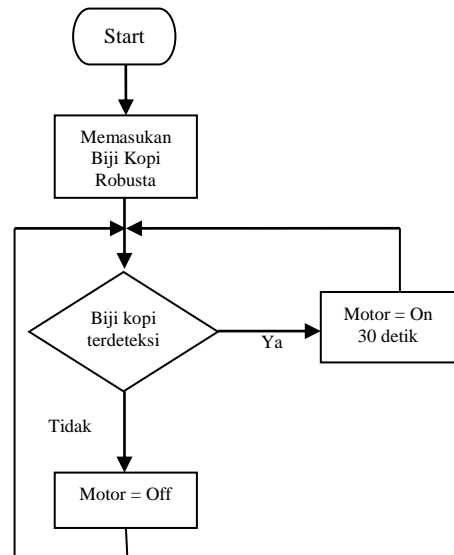 Start
Memasukan
Biji Kopi
Robusta
Biji kopi
terdeteksi
Ya
Motor = On
30 detik
Tidak
Motor = Off